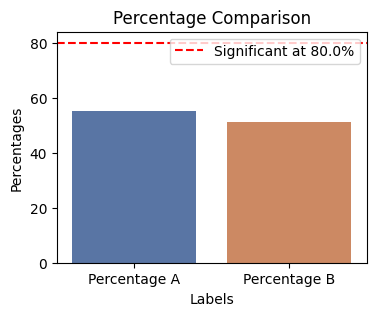 Percentage Comparison
Significant at 80.0%
Percentages
80
60
40
20
0
Percentage A
Percentage B
Labels